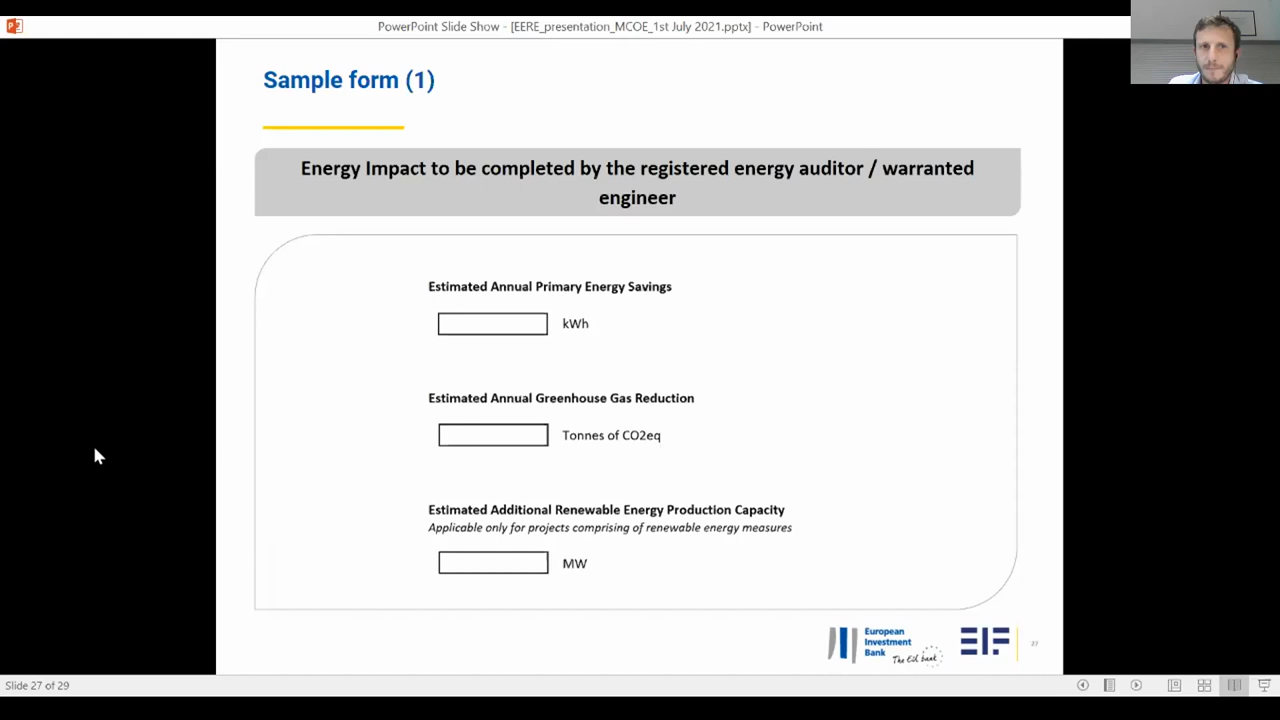 PowerPoint Slide Show - [EERE_presentation_MCOE_1st July 2021.pptx] - PowerPoint
Sample form (1)
Energy Impact to be completed by the registered energy auditor / warranted
engineer
Estimated Annual Primary Energy Savings
kWh
Estimated Annual Greenhouse Gas Reduction
Tonnes of CO2eq
Estimated Additional Renewable Energy Production Capacity
Applicable only for projects comprising of renewable energy measures
MW
European
Investment
Bank
The EU bank
EIF
27
Slide 27 of 29